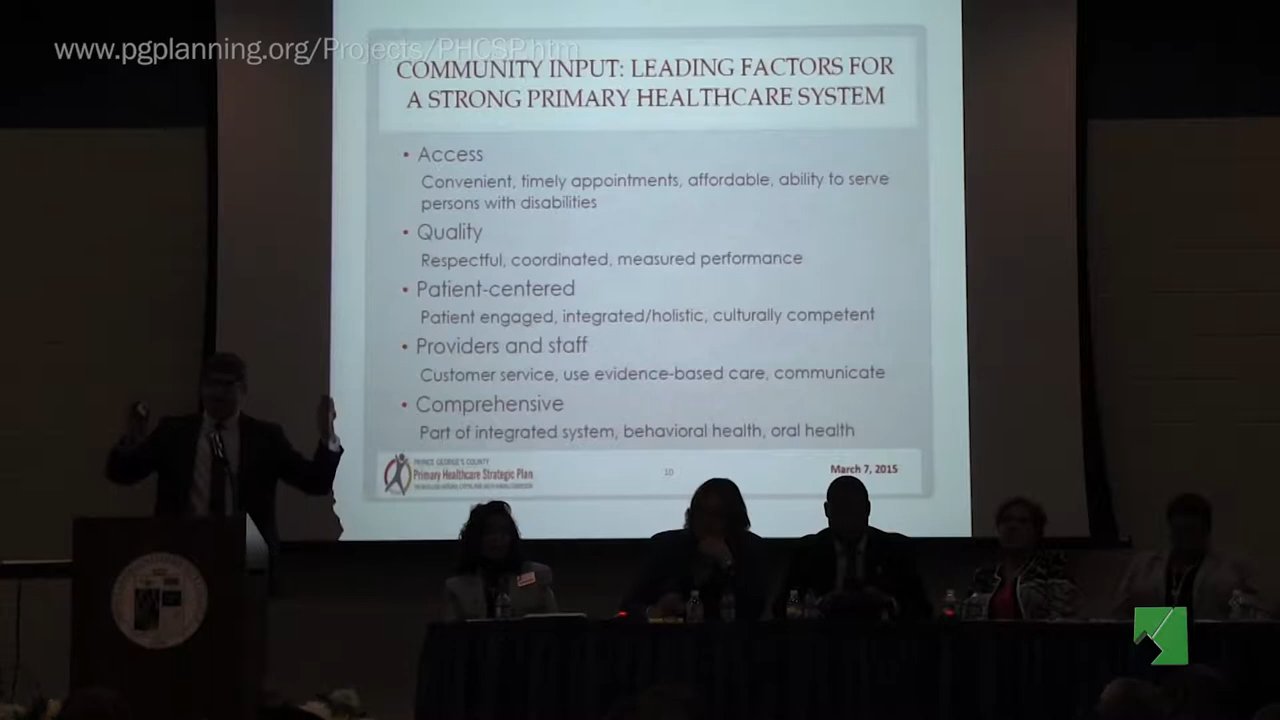 www.pgplanning.org/Projects/PHCSP.htm
COMMUNITY INPUT: LEADING FACTORS FOR
A STRONG PRIMARY HEALTHCARE SYSTEM
• Access
Convenient, timely appointments, affordable, ability to serve
persons with disabilities
• Quality
Respectful, coordinated, measured performance
• Patient-centered
Patient engaged, integrated/holistic, culturally competent
• Providers and staff
Customer service, use evidence-based care, communicate
• Comprehensive
Part of integrated system, behavioral health, oral health
PRINCE GEORGE'S COUNTY
Primary Healthcare Strategic Plan
10
March 7, 2015